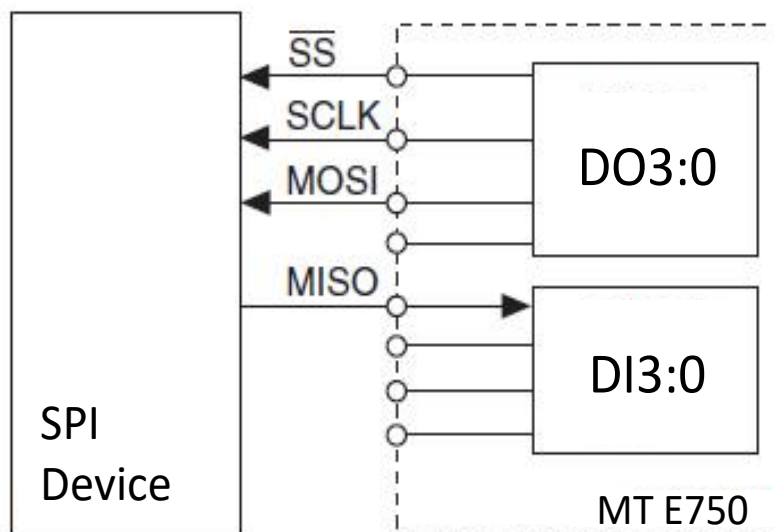 SS
SCLK
MOSI
MISO
DO3:0
DI3:0
SPI
Device
MT E750